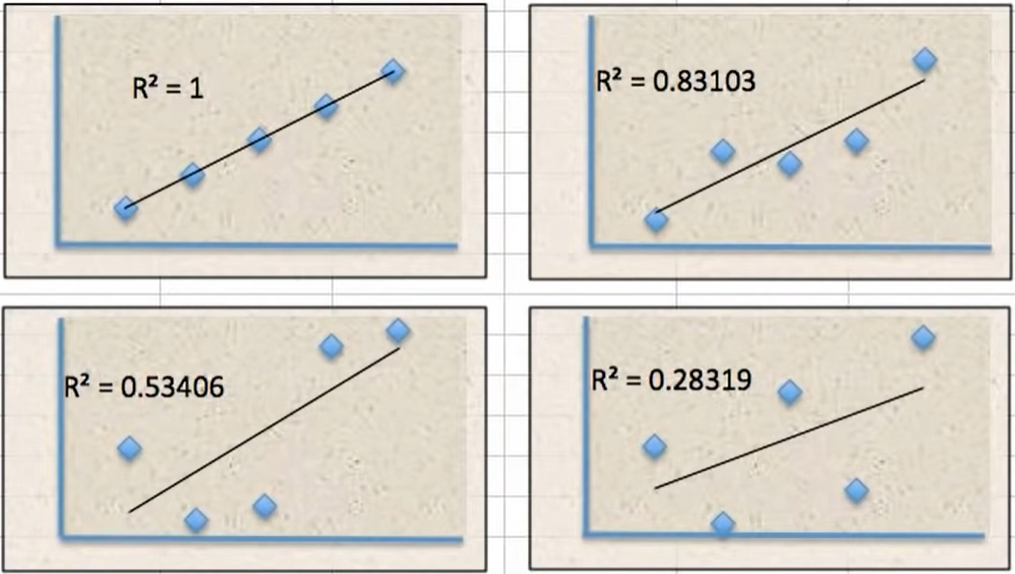 R² = 1
R² = 0.83103
R² = 0.53406
R² = 0.28319